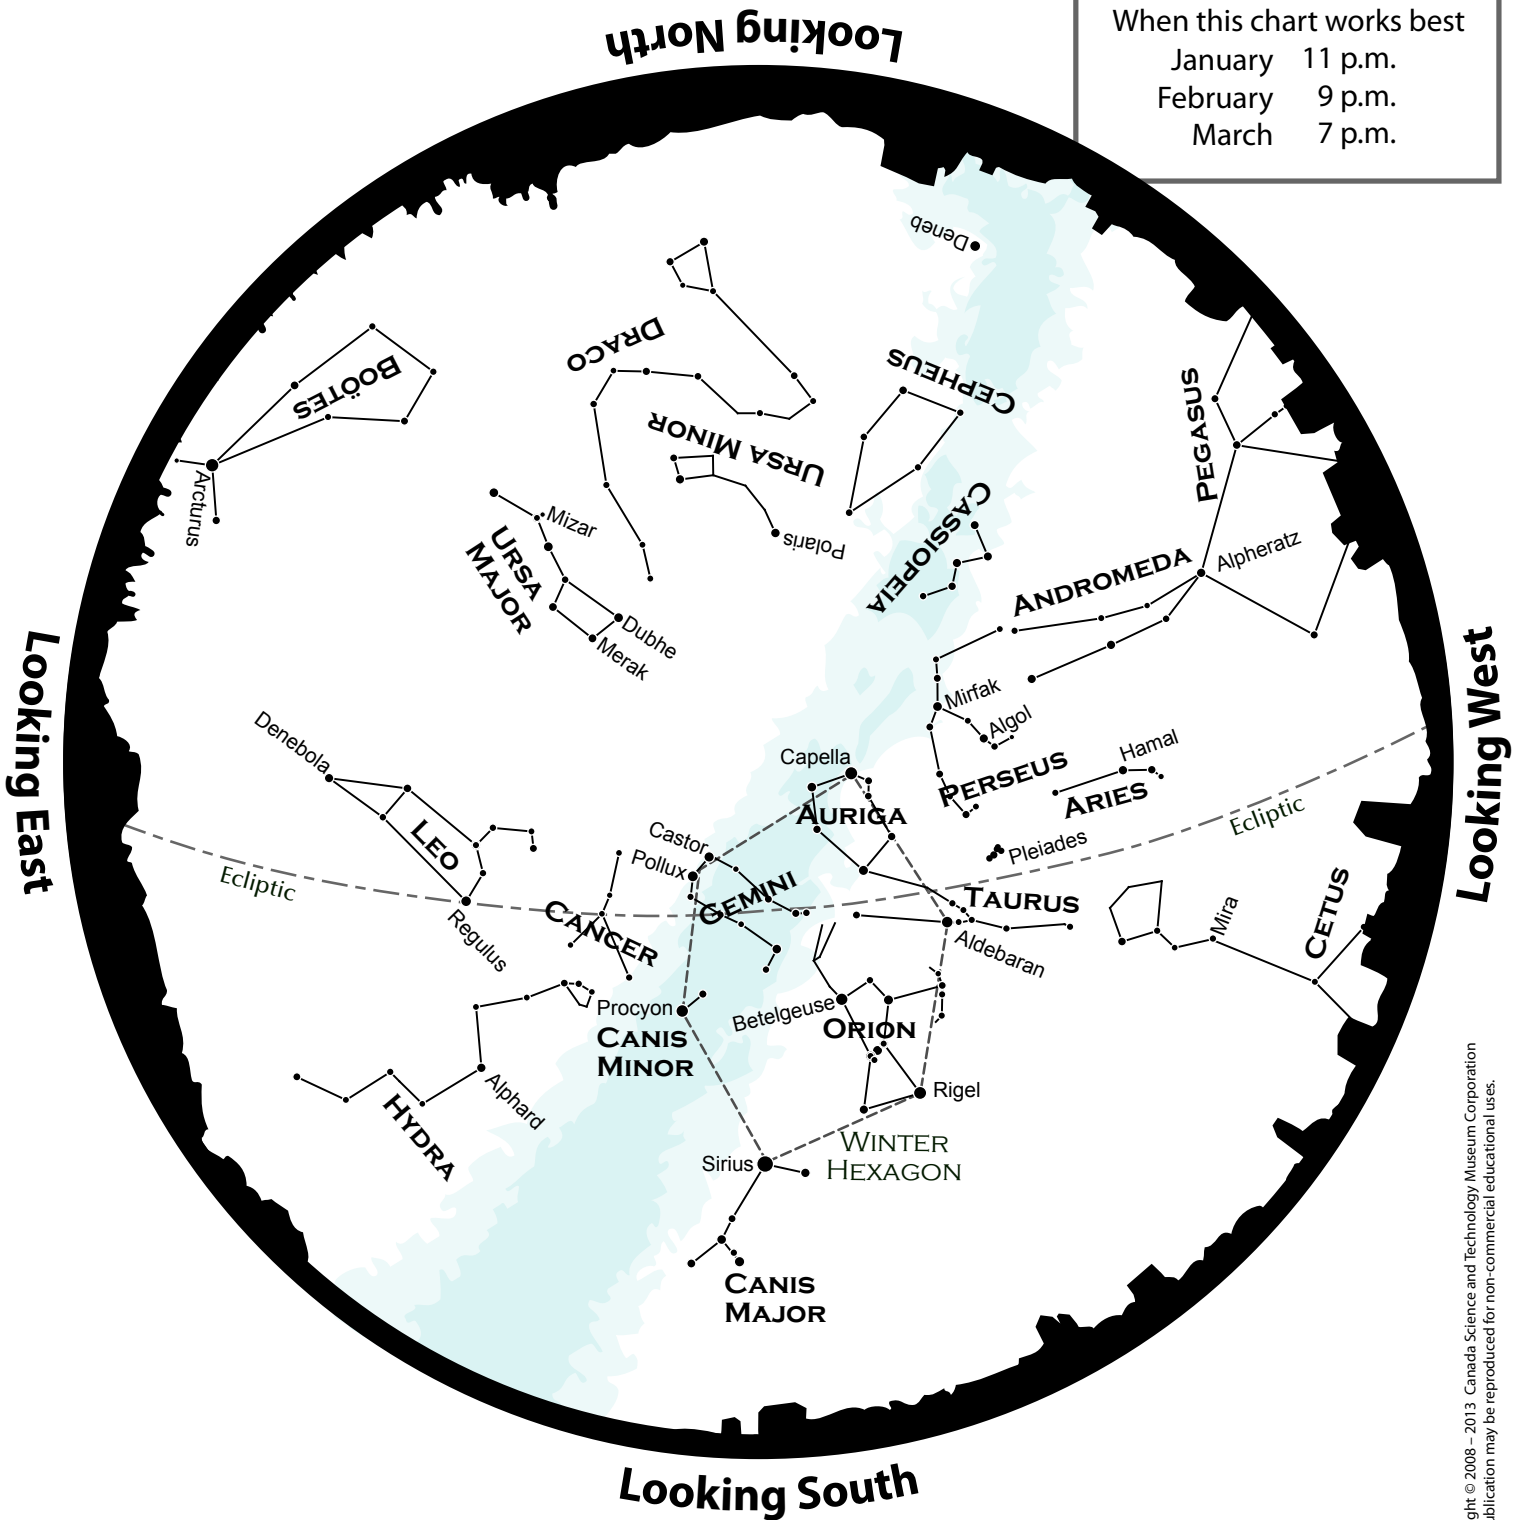 When this chart works best
January 11 p.m.
February 9 p.m.
March 7 p.m.
Looking North
Deneb
DRACO
CEPHEUS
BOÖTES
PEGASUS
URSA MINOR
Arcturus
Mizar
Polaris
CASSIOPEIA
URSA
MAJOR
Alpheratz
ANDROMEDA
Dubhe
Merak
Looking East
Looking West
Mirfak
Algol
Denebola
Capella
Hamal
PERSEUS
ARIES
AURIGA
Ecliptic
LEO
Castor
Pollux
Pleiades
Ecliptic
GEMINI
TAURUS
CANCER
Regulus
Aldebaran
Mira
CETUS
Procyon
CANIS
MINOR
Betelgeuse
ORION
Alphard
HYDRA
Rigel
WINTER
HEXAGON
Sirius
CANIS
MAJOR
Looking South
ght © 2008 – 2013 Canada Science and Technology Museum Corporation
ublication may be reproduced for non-commercial educational uses.